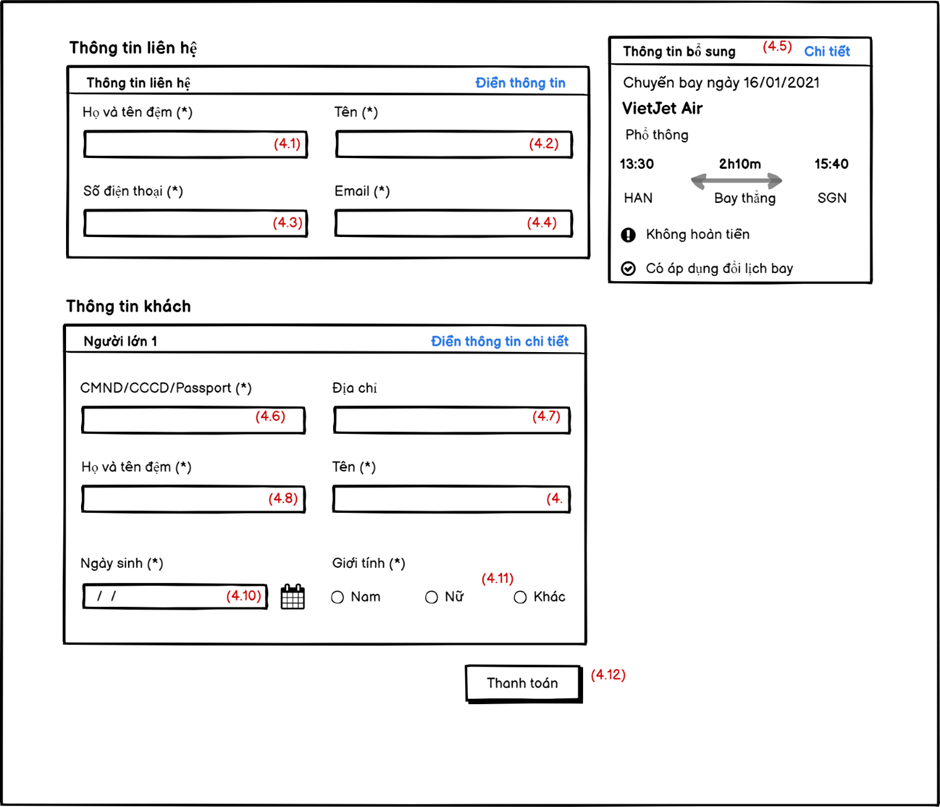 Thông tin liên hệ
Thông tin liên hệ Điền thông tin
Họ và tên đệm (*) Tên (*)
(4.1) (4.2)
Số điện thoại (*) Email (*)
(4.3) (4.4)
Thông tin bổ sung (4.5) Chi tiết
Chuyến bay ngày 16/01/2021
VietJet Air
Phổ thông
13:30 2h10m 15:40
HAN Bay thẳng SGN
Không hoàn tiền
Có áp dụng đổi lịch bay
Thông tin khách
Người lớn 1 Điền thông tin chi tiết
CMND/CCCD/Passport (*) Địa chỉ
(4.6) (4.7)
Họ và tên đệm (*) Tên (*)
(4.8) (4.
Ngày sinh (*) Giới tính (*)
(4.11)
/ / (4.10) Nam Nữ Khác
Thanh toán (4.12)